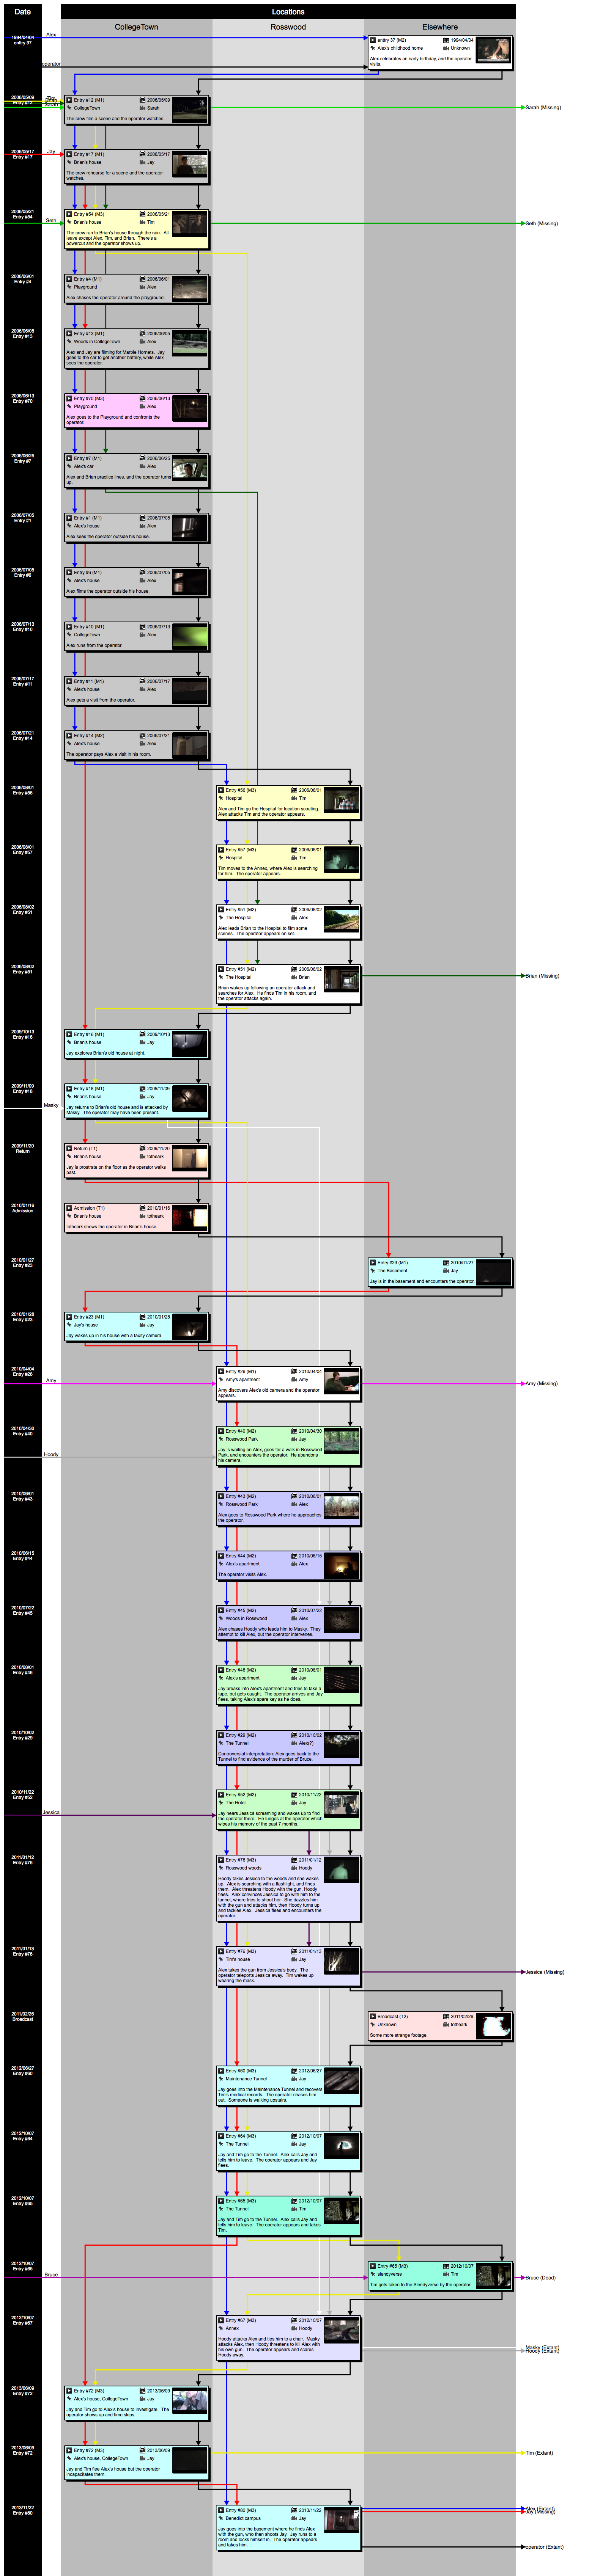 Date
Locations
CollegeTown
Rosswood
Elsewhere
1994/04/04
entry 37
Alex
operator
entry 37 (M2)
1994/04/04
Alex's childhood home
Unknown
Alex celebrates an early birthday, and the operator
visits.
2006/05/09
Entry #12
Entry #12 (M1)
2006/05/09
CollegeTown
Sarah
The crew film a scene and the operator watches.
Sarah (Missing)
2006/05/17
Entry #17
Jay
Entry #17 (M1)
2006/05/17
Brian's house
Jay
The crew rehearse for a scene and the operator
watches.
2006/05/21
Entry #54
Seth
Entry #54 (M3)
2006/05/21
Brian's house
Tim
The crew run to Brian's house through the rain. All
leave except Alex, Tim, and Brian. There's a
powercut and the operator shows up.
Seth (Missing)
2006/06/01
Entry #4
Entry #4 (M1)
2006/06/01
Playground
Alex
Alex chases the operator around the playground.
2006/06/05
Entry #13
Entry #13 (M1)
2006/06/05
Woods in CollegeTown
Alex
Alex and Jay are filming for Marble Hornets. Jay
goes to the car to get another battery, while Alex
sees the operator.
2006/06/13
Entry #70
Entry #70 (M3)
2006/06/13
Playground
Alex
Alex goes to the Playground and confronts the
operator.
2006/06/25
Entry #7
Entry #7 (M1)
2006/06/25
Alex's car
Alex
Alex and Brian practice lines, and the operator turns
up.
2006/07/05
Entry #1
Entry #1 (M1)
2006/07/05
Alex's house
Alex
Alex sees the operator outside his house.
2006/07/05
Entry #6
Entry #6 (M1)
2006/07/05
Alex's house
Alex
Alex films the operator outside his house.
2006/07/13
Entry #10
Entry #10 (M1)
2006/07/13
CollegeTown
Alex
Alex runs from the operator.
2006/07/17
Entry #11
Entry #11 (M1)
2006/07/17
Alex's house
Alex
Alex gets a visit from the operator.
2006/07/21
Entry #14
Entry #14 (M2)
2006/07/21
Alex's house
Alex
The operator pays Alex a visit in his room.
2006/08/01
Entry #56
Entry #56 (M3)
2006/08/01
Hospital
Tim
Alex and Tim go the Hospital for location scouting.
Alex attacks Tim and the operator appears.
2006/08/01
Entry #57
Entry #57 (M3)
2006/08/01
Hospital
Tim
Tim moves to the Annex, where Alex is searching
for him. The operator appears.
2006/08/02
Entry #51
Entry #51 (M2)
2006/08/02
The Hospital
Alex
Alex leads Brian to the Hospital to film some
scenes. The operator appears on set.
2006/08/02
Entry #51
Entry #51 (M2)
2006/08/02
The Hospital
Brian
Brian wakes up following an operator attack and
searches for Alex. He finds Tim in his room, and
the operator attacks again.
Brian (Missing)
2009/10/13
Entry #16
Entry #16 (M1)
2009/10/13
Brian's house
Jay
Jay explores Brian's old house at night.
2009/11/09
Entry #18
Masky
Entry #18 (M1)
2009/11/09
Brian's house
Jay
Jay returns to Brian's old house and is attacked by
Masky. The operator may have been present.
2009/11/20
Return
Return (T1)
2009/11/20
Brian's house
totheark
Jay is prostrate on the floor as the operator walks
past.
2010/01/16
Admission
Admission (T1)
2010/01/16
Brian's house
totheark
totheark shows the operator in Brian's house.
2010/01/27
Entry #23
Entry #23 (M1)
2010/01/27
The Basement
Jay
Jay is in the basement and encounters the operator.
2010/01/28
Entry #23
Entry #23 (M1)
2010/01/28
Jay's house
Jay
Jay wakes up in his house with a faulty camera.
2010/04/04
Entry #26
Amy
Entry #26 (M1)
2010/04/04
Amy's apartment
Amy
Amy discovers Alex's old camera and the operator
appears.
Amy (Missing)
2010/04/30
Entry #40
Hoody
Entry #40 (M2)
2010/04/30
Rosswood Park
Jay
Jay is waiting on Alex, goes for a walk in Rosswood
Park, and encounters the operator. He abandons
his camera.
2010/06/01
Entry #43
Entry #43 (M2)
2010/06/01
Rosswood Park
Alex
Alex goes to Rosswood Park where he approaches
the operator.
2010/06/15
Entry #44
Entry #44 (M2)
2010/06/15
Alex's apartment
Alex
The operator visits Alex.
2010/07/22
Entry #45
Entry #45 (M2)
2010/07/22
Woods in Rosswood
Alex
Alex chases Hoody who leads him to Masky. They
attempt to kill Alex, but the operator intervenes.
2010/08/01
Entry #46
Entry #46 (M2)
2010/08/01
Alex's apartment
Jay
Jay breaks into Alex's apartment and tries to take a
tape, but gets caught. The operator arrives and Jay
flees, taking Alex's spare key as he does.
2010/10/02
Entry #29
Entry #29 (M2)
2010/10/02
The Tunnel
Alex(?)
Controversial interpretation: Alex goes back to the
Tunnel to find evidence of the murder of Bruce.
2010/11/22
Entry #52
Jessica
Entry #52 (M2)
2010/11/22
The Hotel
Jay
Jay hears Jessica screaming and wakes up to find
the operator there. He lunges at the operator which
wipes his memory of the past 7 months.
2011/01/12
Entry #76
Entry #76 (M3)
2011/01/12
Rosswood woods
Hoody
Hoody takes Jessica to the woods and she wakes
up. Alex is searching with a flashlight, and finds
them. Alex threatens Hoody with the gun, Hoody
flees. Alex convinces Jessica to go with him to the
tunnel, where tries to shoot her. She dazzles him
with the gun and attacks him, then Hoody turns up
and tackles Alex. Jessica flees and encounters the
operator.
2011/01/13
Entry #76
Entry #76 (M3)
2011/01/13
Tim's house
Jay
Alex takes the gun from Jessica's body. The
operator teleports Jessica away. Tim wakes up
wearing the mask.
Jessica (Missing)
2011/02/26
Broadcast
Broadcast (T2)
2011/02/26
Unknown
totheark
Some more strange footage.
2012/06/27
Entry #60
Entry #60 (M3)
2012/06/27
Maintenance Tunnel
Jay
Jay goes into the Maintenance Tunnel and recovers
Tim's medical records. The operator chases him
out. Someone is walking upstairs.
2012/10/07
Entry #64
Entry #64 (M3)
2012/10/07
The Tunnel
Jay
Jay and Tim go to the Tunnel. Alex calls Jay and
tells him to leave. The operator appears and Jay
flees.
2012/10/07
Entry #65
Entry #65 (M3)
2012/10/07
The Tunnel
Tim
Jay and Tim go to the Tunnel. Alex calls Jay and
tells him to leave. The operator appears and takes
Tim.
2012/10/07
Entry #65
Bruce
Entry #65 (M3)
2012/10/07
slendyverse
Tim
Tim gets taken to the Slendyverse by the operator.
Bruce (Dead)
2012/10/07
Entry #67
Entry #67 (M3)
2012/10/07
Annex
Hoody
Hoody attacks Alex and ties him to a chair. Masky
attacks Alex, then Hoody threatens to kill Alex with
his own gun. The operator appears and scares
Hoody away.
Masky (Extant)
Hoody (Extant)
2013/06/09
Entry #72
Entry #72 (M3)
2013/06/09
Alex's house, CollegeTown
Jay
Jay and Tim go to Alex's house to investigate. The
operator shows up and time skips.
2013/06/09
Entry #72
Entry #72 (M3)
2013/06/09
Alex's house, CollegeTown
Jay
Jay and Tim flee Alex's house but the operator
incapacitates them.
Tim (Extant)
2013/11/22
Entry #80
Entry #80 (M3)
2013/11/22
Benedict campus
Jay
Jay goes into the basement where he finds Alex
with the gun, who then shoots Jay. Jay runs to a
room and locks himself in. The operator appears
and takes him.
Alex (Extant)
Jay (Missing)
operator (Extant)